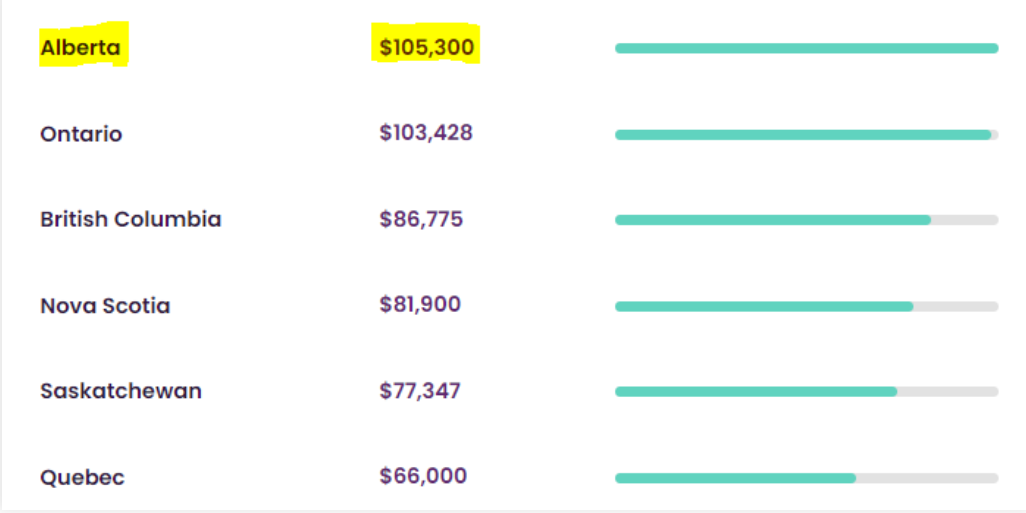 Alberta $105,300
Ontario $103,428
British Columbia $86,775
Nova Scotia $81,900
Saskatchewan $77,347
Quebec $66,000